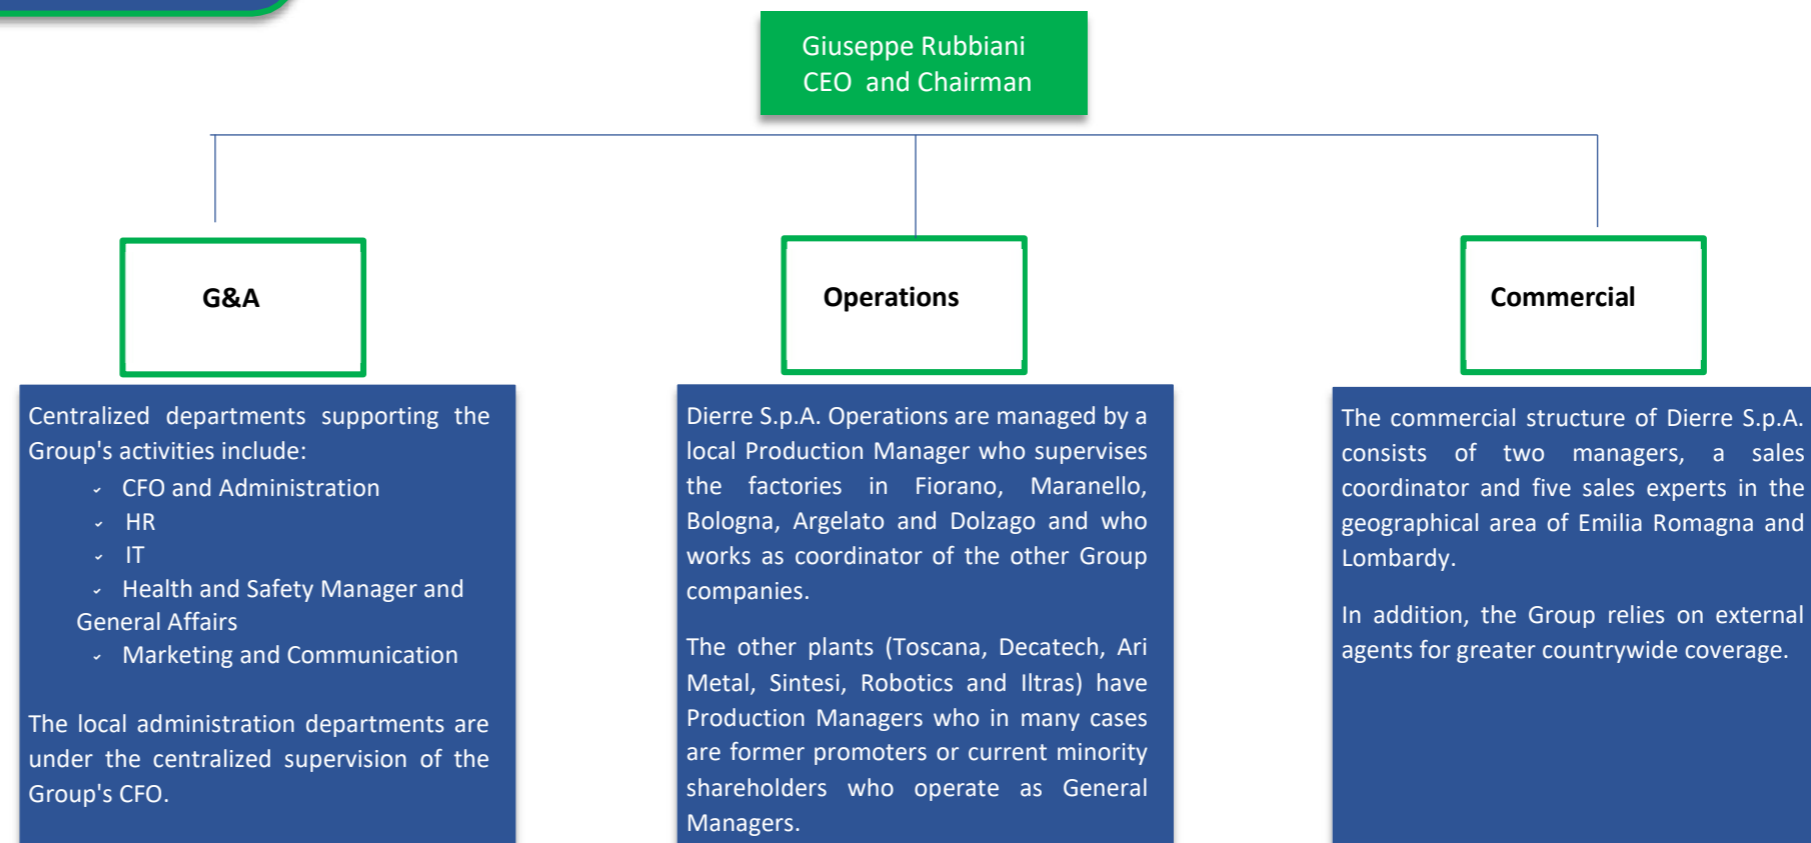 Giuseppe Rubbiani
CEO and Chairman
G&A
Centralized departments supporting the
Group's activities include:
CFO and Administration
HR
IT
Health and Safety Manager and
General Affairs
Marketing and Communication
The local administration departments are
under the centralized supervision of the
Group's CFO.
Operations
Dierre S.p.A. Operations are managed by a
local Production Manager who supervises
the factories in Fiorano, Maranello,
Bologna, Argelato and Dolzago and who
works as coordinator of the other Group
companies.
The other plants (Toscana, Decatech, Ari
Metal, Sintesi, Robotics and Iltras) have
Production Managers who in many cases
are former promoters or current minority
shareholders who operate as General
Managers.
Commercial
The commercial structure of Dierre S.p.A.
consists of two managers, a sales
coordinator and five sales experts in the
geographical area of Emilia Romagna and
Lombardy.
In addition, the Group relies on external
agents for greater countrywide coverage.